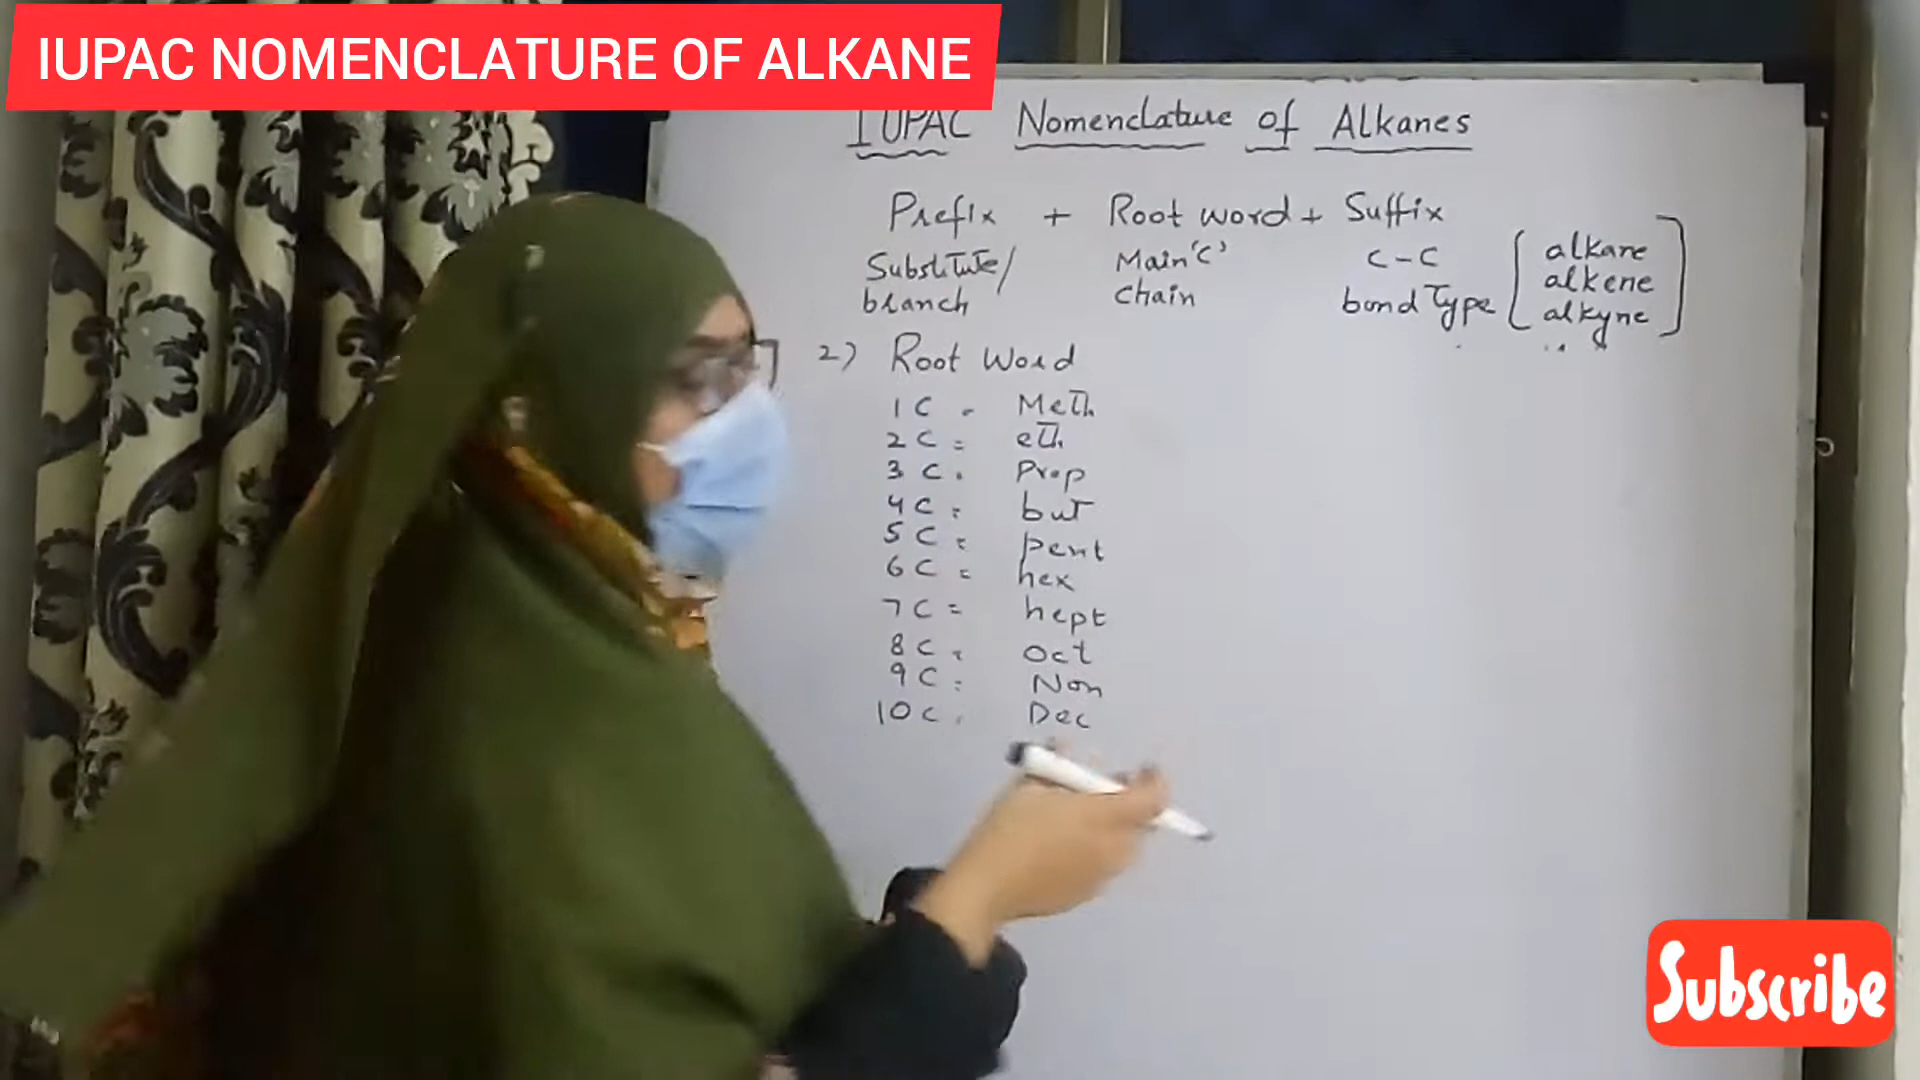 IUPAC NOMENCLATURE OF ALKANE
IUPAC Nomenclature of Alkanes
Prefix + Root word + Suffix
Substitute/ branch
Main 'C' chain
C-C bond Type [ alkane alkene alkyne ]
2) Root Word
1 C = Meth
2 C = eth
3 C = Prop
4 C = but
5 C = pent
6 C = hex
7 C = hept
8 C = Oct
9 C = Non
10 C = Dec
Subscribe